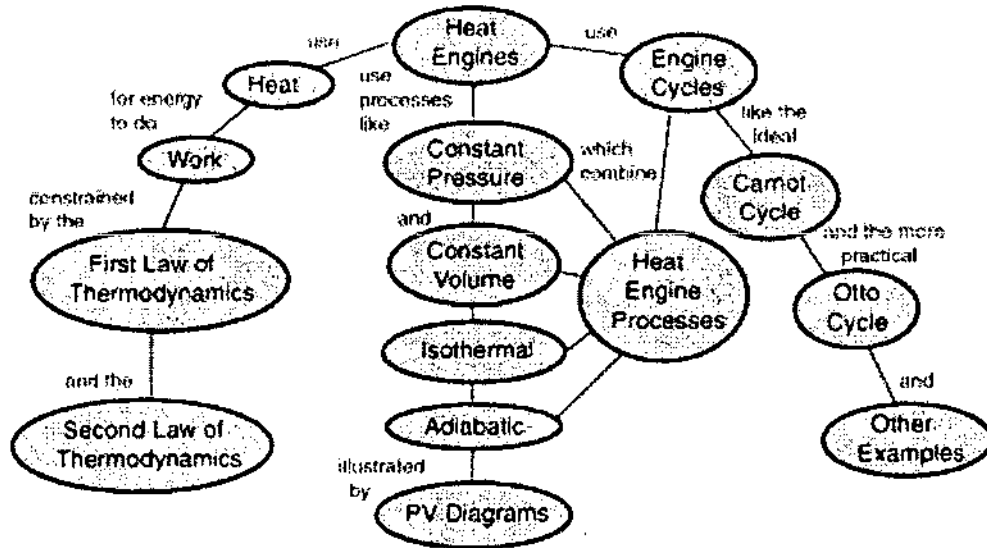 Heat
Engines
use
use
Engine
Cycles
Heat
use
processes
like
for energy
to do
like the
ideal
Work
Constant
Pressure
which
combine
Carnot
Cycle
constrained
by the
and
and the more
practical
First Law of
Thermodynamics
Constant
Volume
Heat
Engine
Processes
Otto
Cycle
Isothermal
and the
and
Second Law of
Thermodynamics
Adiabatic
Other
Examples
illustrated
by
PV Diagrams